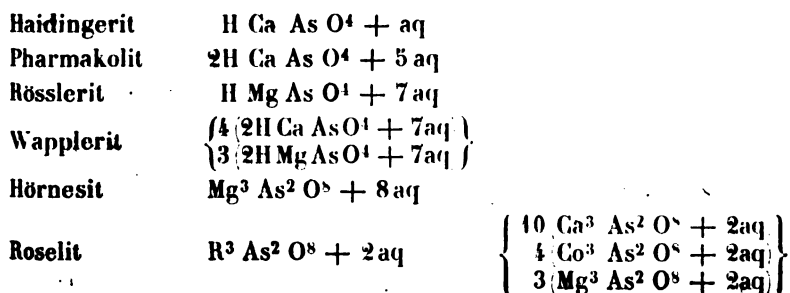 Haidingerit H Ca As O⁴ + aq
Pharmakolit 2H Ca As O⁴ + 5 aq
Rösslerit H Mg As O⁴ + 7 aq
Wapplerit {4 (2H Ca As O⁴ + 7aq)
3 (2H Mg As O⁴ + 7aq)}
Hörnesit Mg³ As² O⁸ + 8 aq
Roselit R³ As² O⁸ + 2 aq {10 (Ca³ As² O⁸ + 2aq)
4 (Co³ As² O⁸ + 2aq)
3 (Mg³ As² O⁸ + 2aq)}